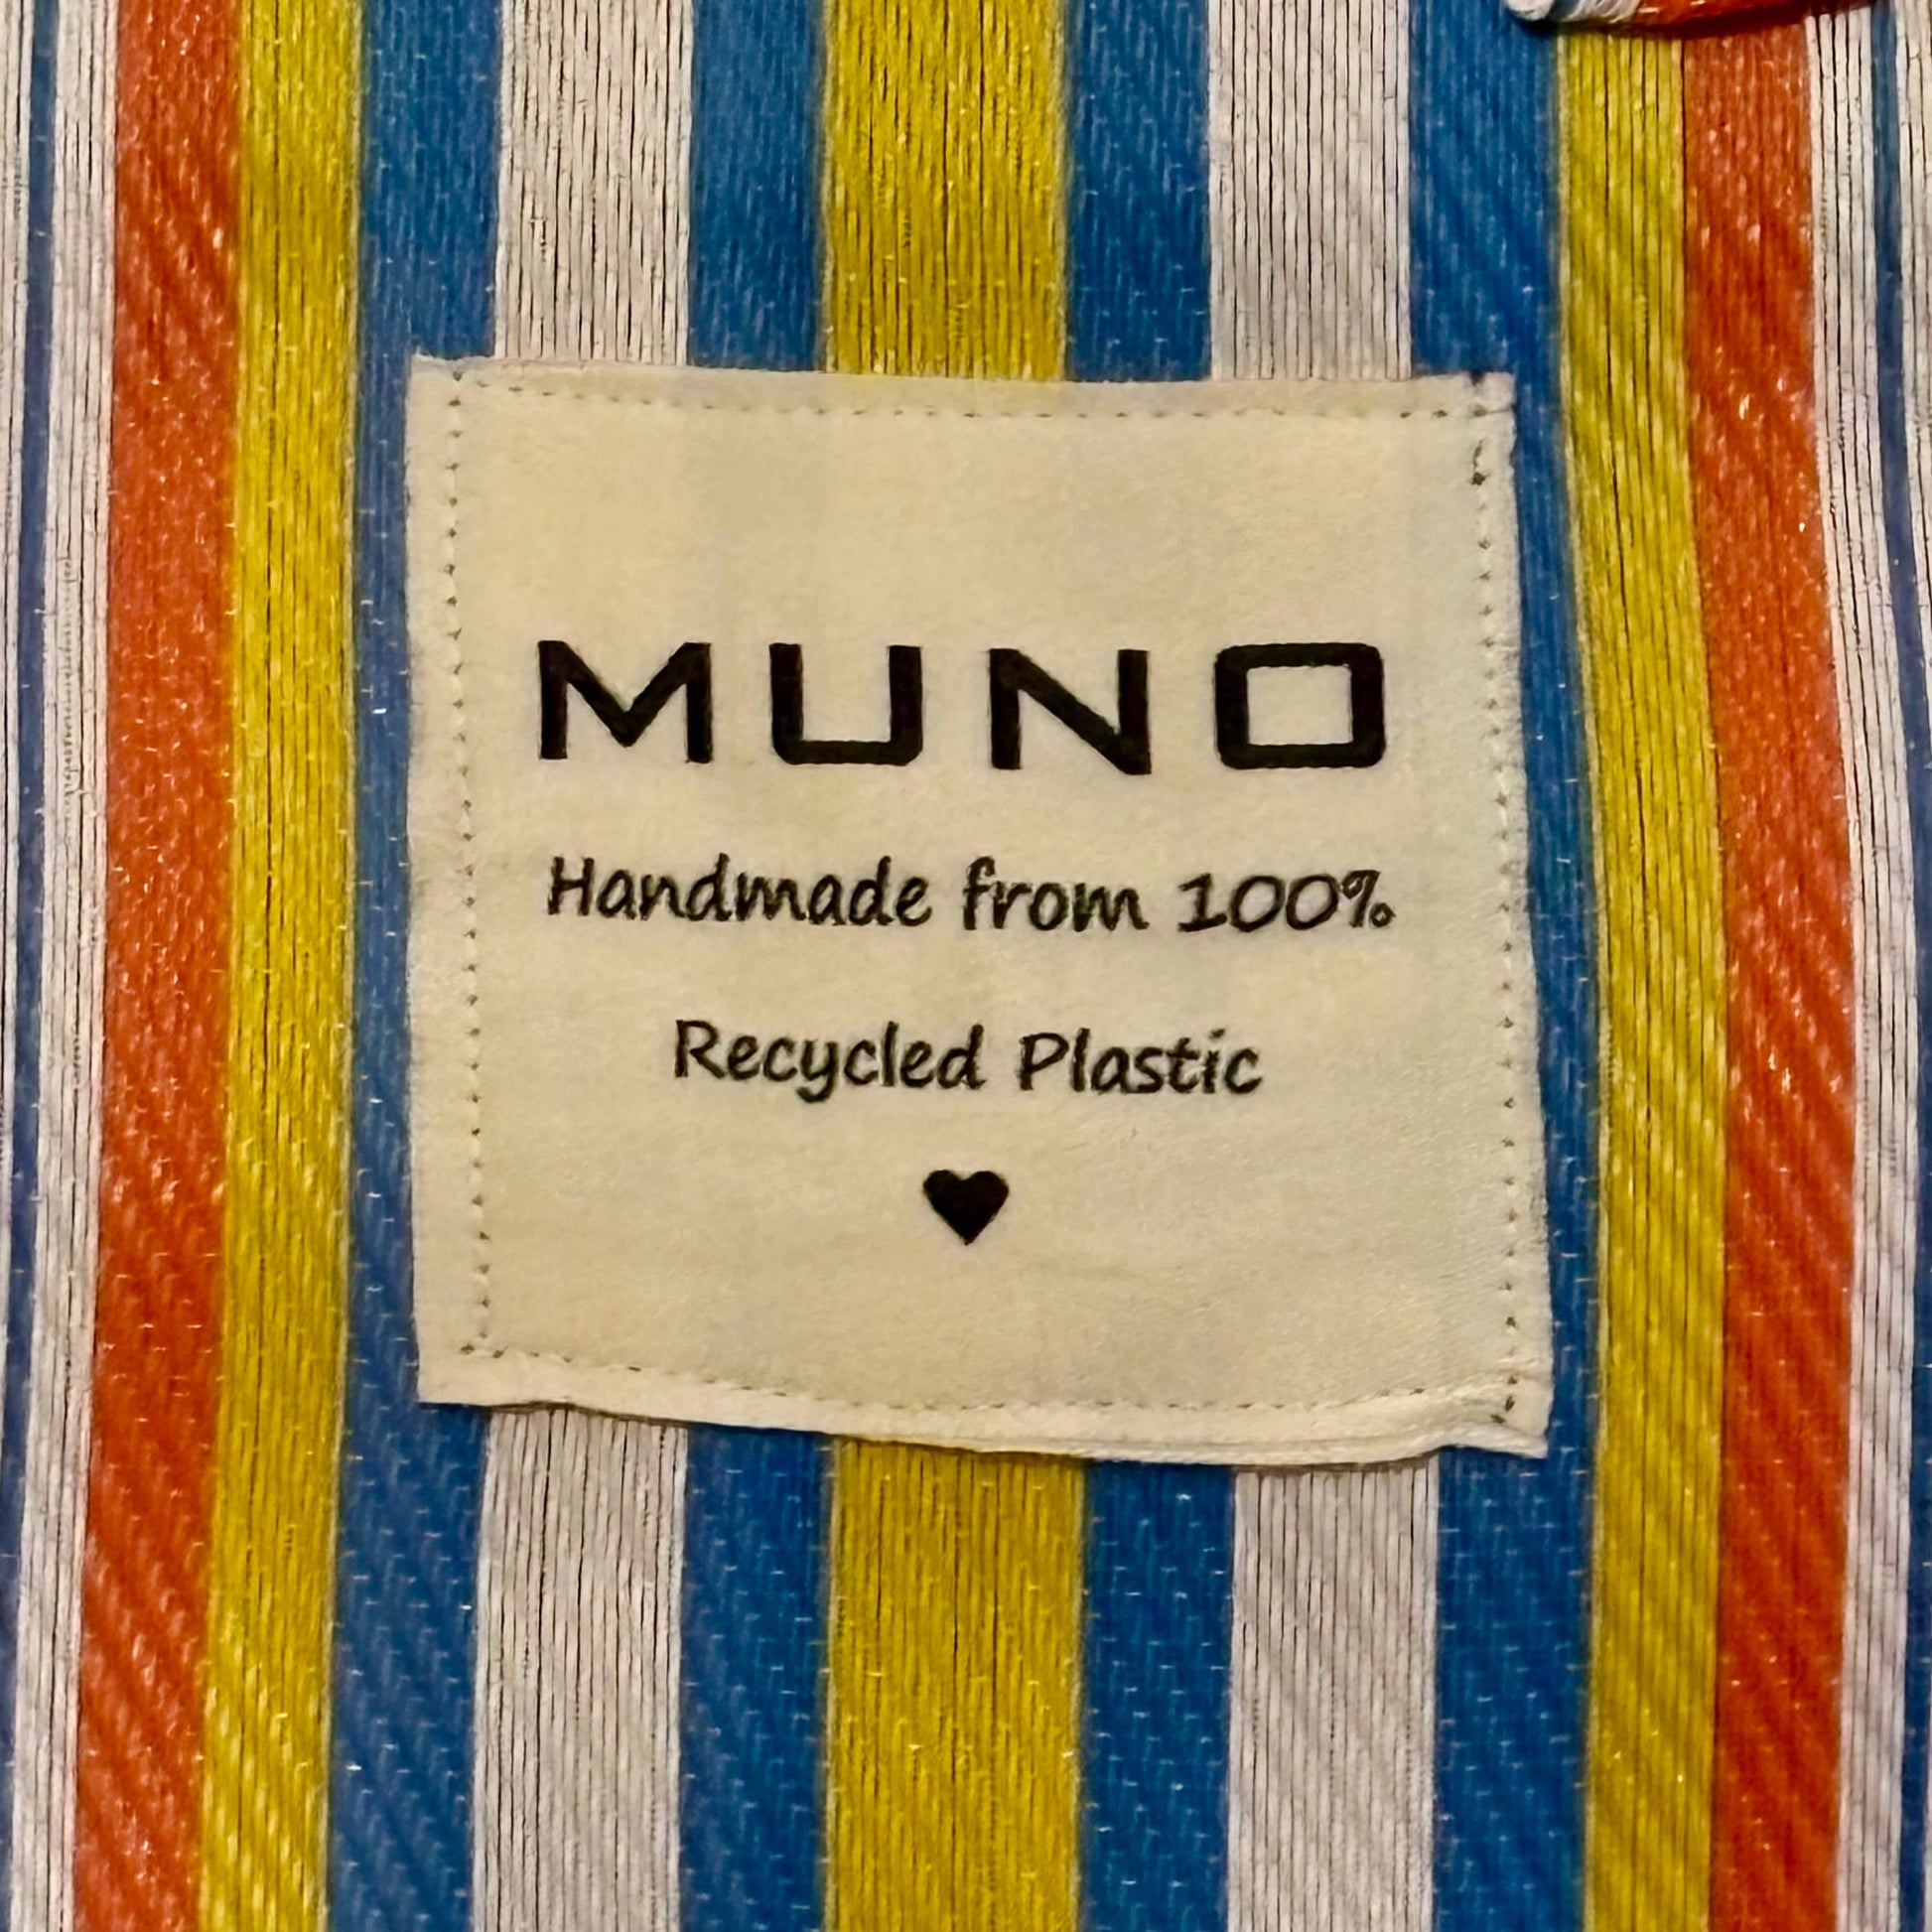 MUNO
Handmade from 100%
Recycled Plastic